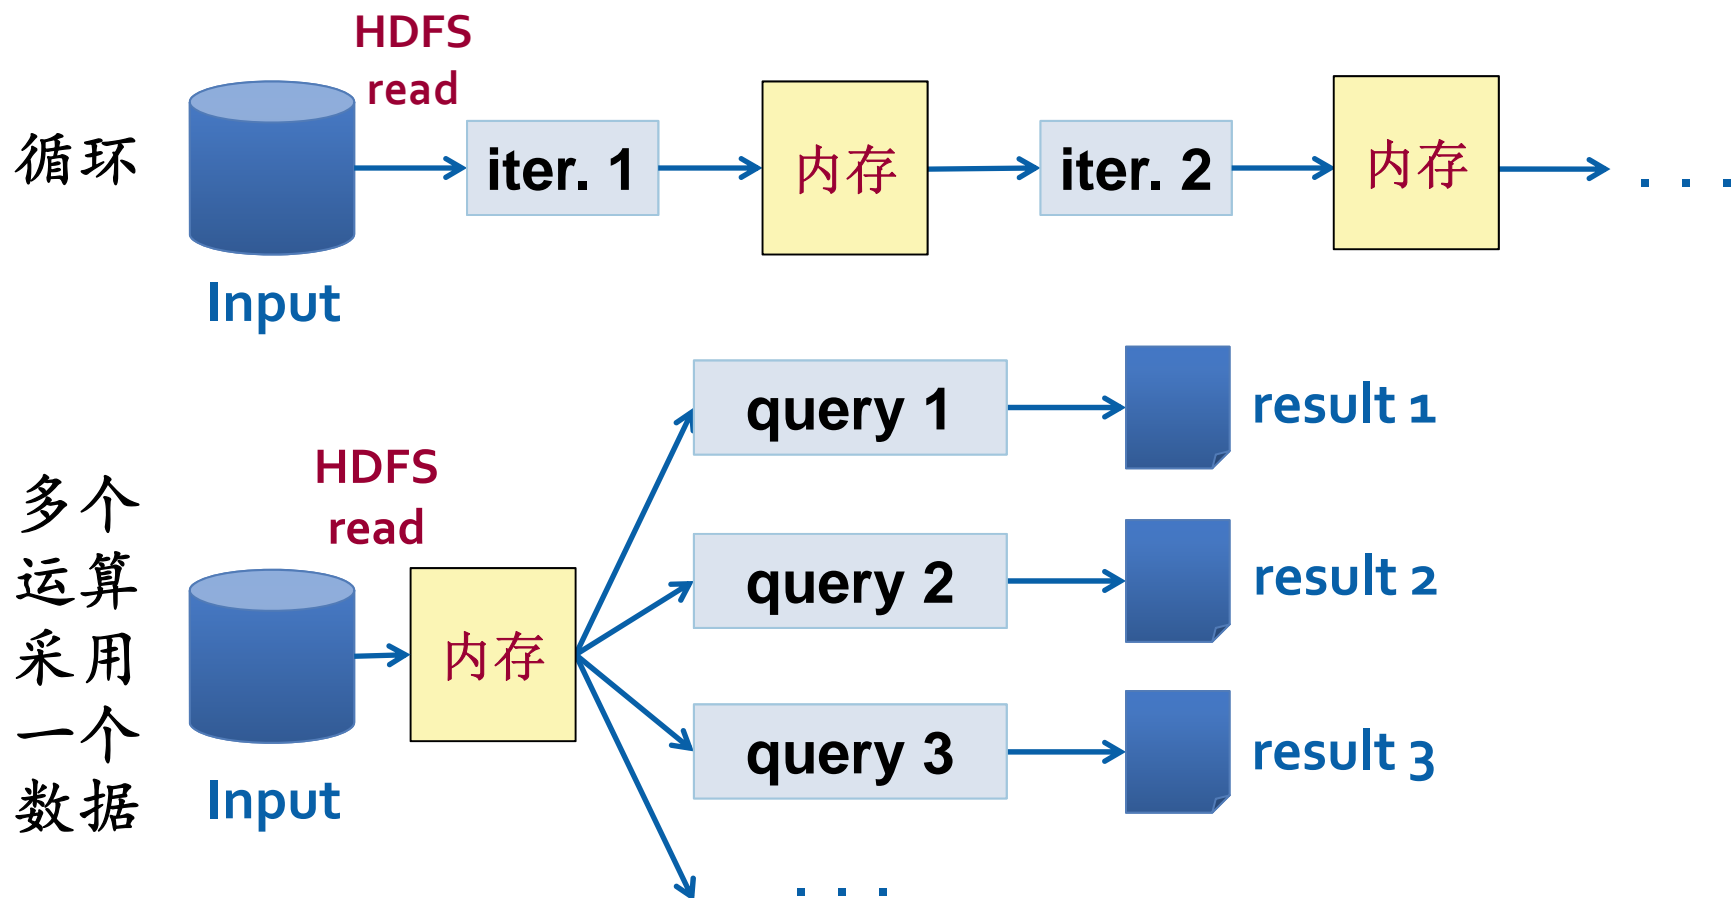 HDFS
read
循环
iter. 1
内存
iter. 2
内存
. . .
Input
query 1
result 1
HDFS
read
多个
运算
采用
一个
数据
内存
query 2
result 2
query 3
result 3
Input
. . .